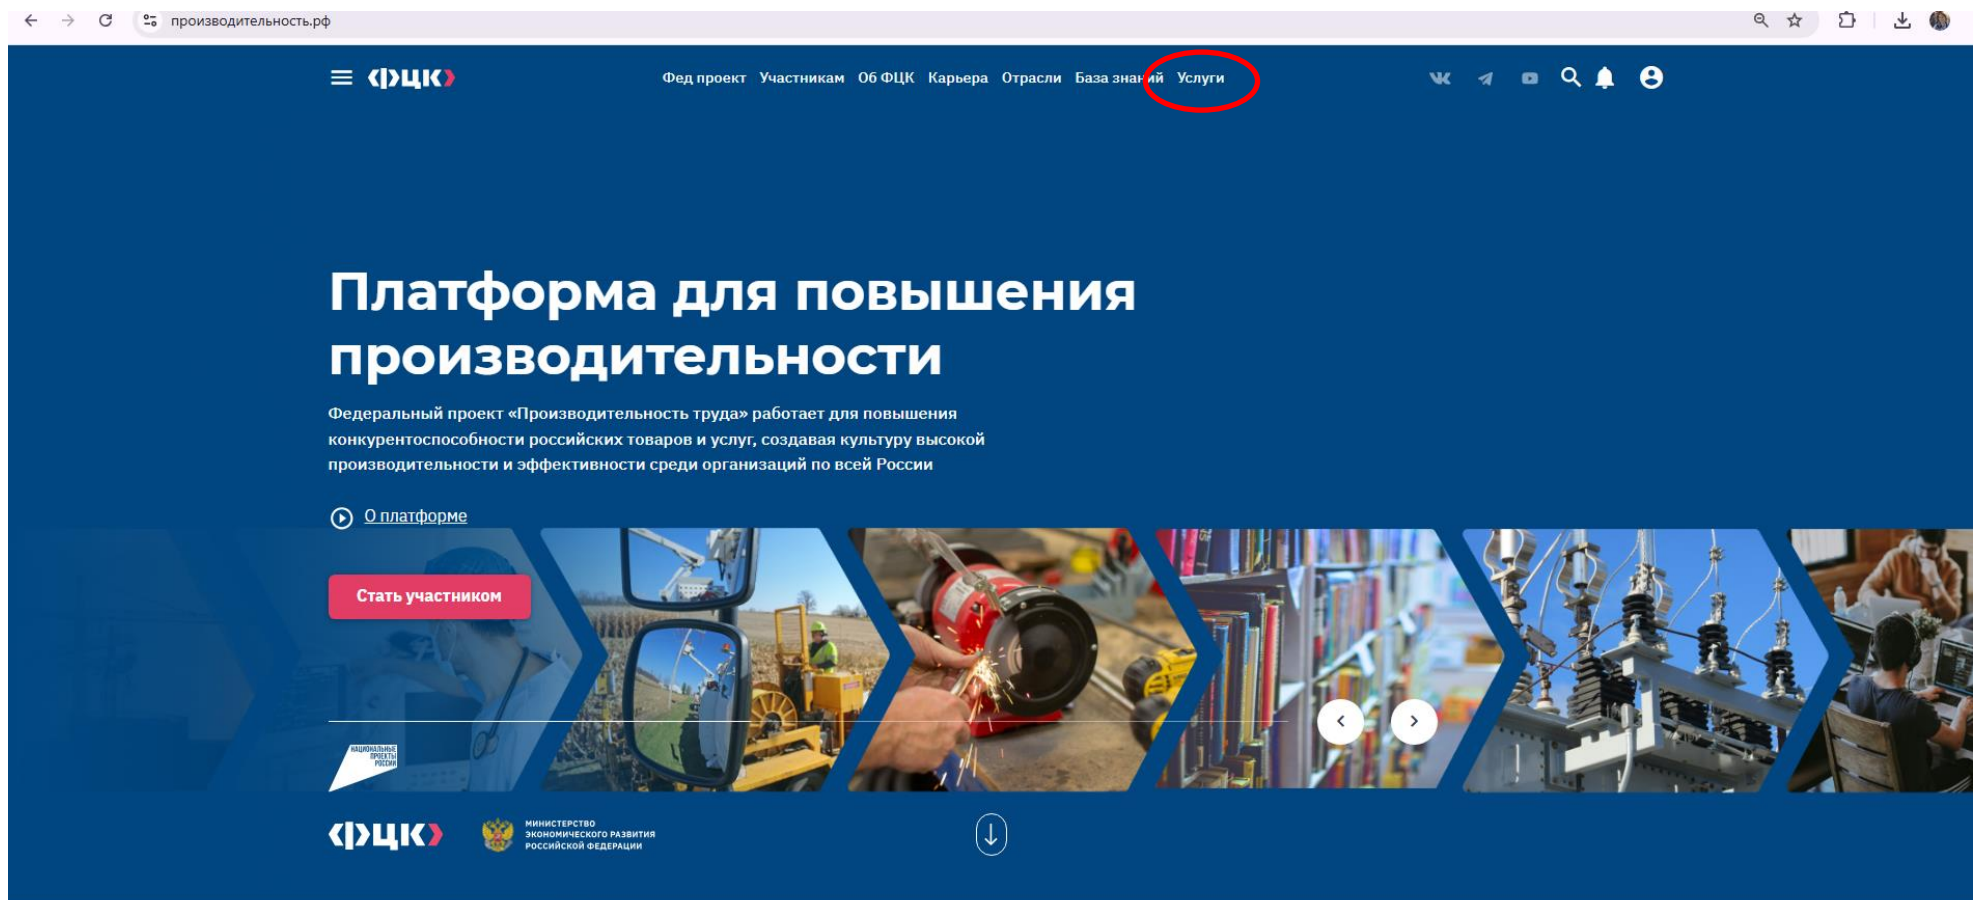 производительность.рф
ФЦК
Фед проект Участникам Об ФЦК Карьера Отрасли База знаний Услуги
Платформа для повышения
производительности
Федеральный проект «Производительность труда» работает для повышения
конкурентоспособности российских товаров и услуг, создавая культуру высокой
производительности и эффективности среди организаций по всей России
О платформе
Стать участником
НАЦИОНАЛЬНЫЕ
ПРОЕКТЫ
РОССИИ
ФЦК
МИНИСТЕРСТВО
ЭКОНОМИЧЕСКОГО РАЗВИТИЯ
РОССИЙСКОЙ ФЕДЕРАЦИИ